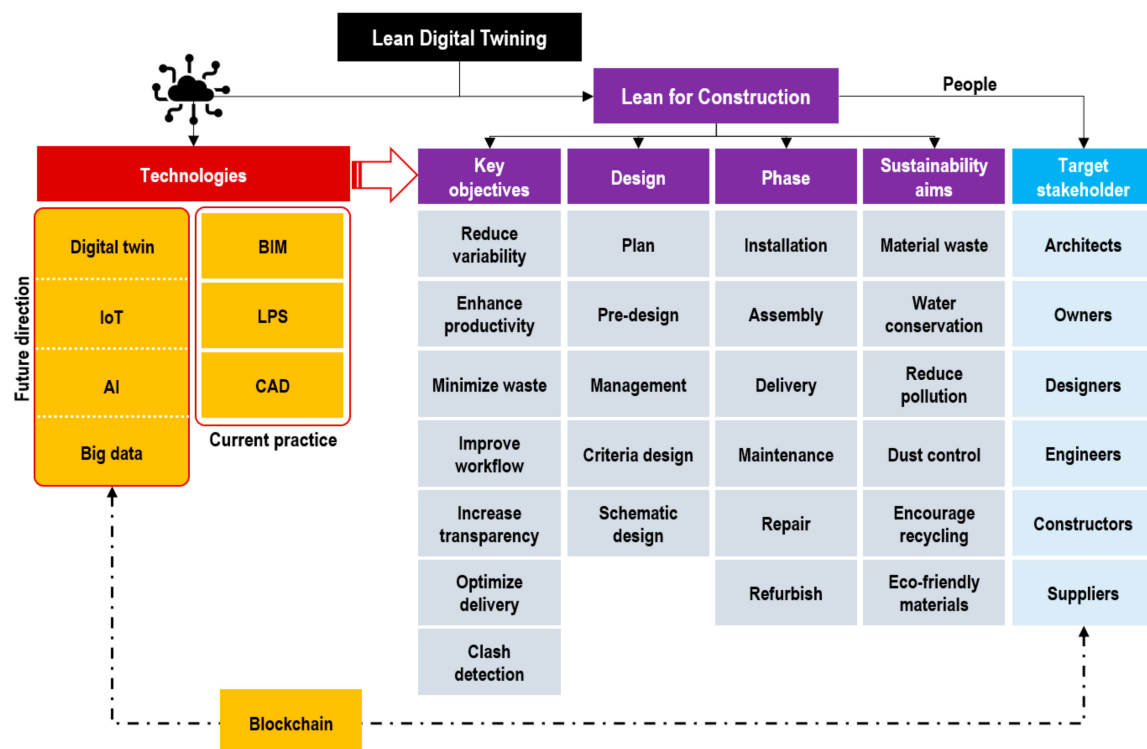 Lean Digital Twining
Lean for Construction
People
Technologies
Key
objectives
Design
Phase
Sustainability
aims
Target
stakeholder
Future direction
Digital twin
IoT
AI
Big data
BIM
LPS
CAD
Current practice
Reduce
variability
Enhance
productivity
Minimize waste
Improve
workflow
Increase
transparency
Optimize
delivery
Clash
detection
Plan
Pre-design
Management
Criteria design
Schematic
design
Installation
Assembly
Delivery
Maintenance
Repair
Refurbish
Material waste
Water
conservation
Reduce
pollution
Dust control
Encourage
recycling
Eco-friendly
materials
Architects
Owners
Designers
Engineers
Constructors
Suppliers
Blockchain